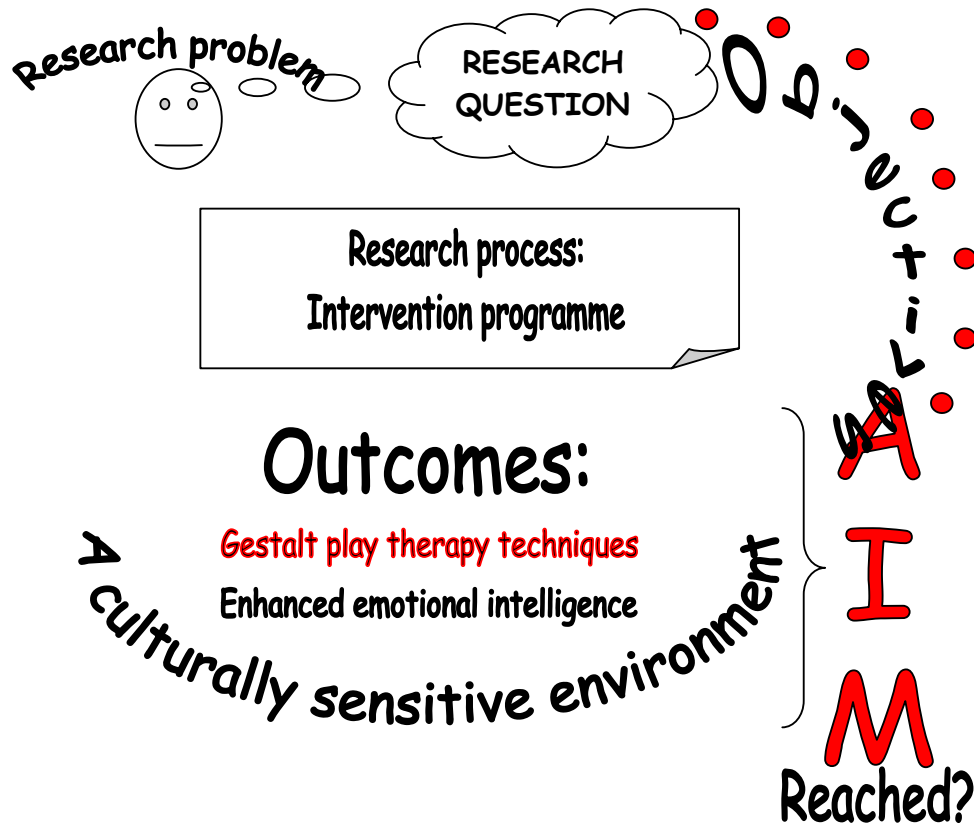 Research problem
RESEARCH
QUESTION
Objectives
Research process:
Intervention programme
Outcomes:
Gestalt play therapy techniques
Enhanced emotional intelligence
A culturally sensitive environment
AIM
Reached?